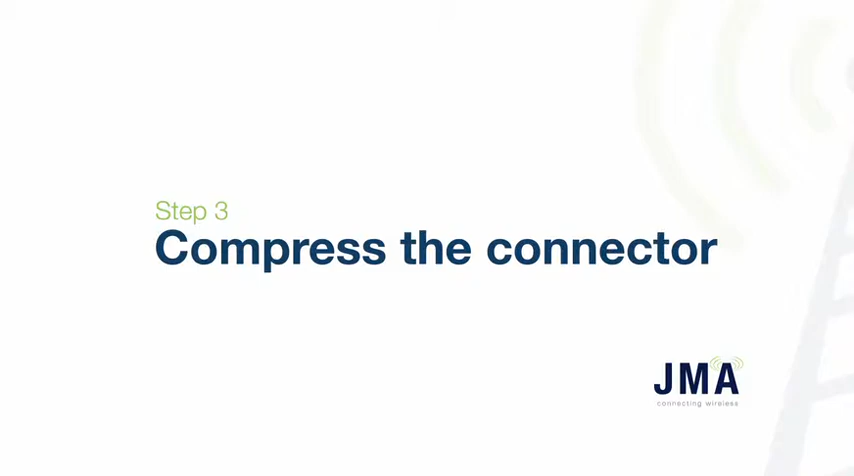 Step 3
Compress the connector
JMA
connecting wireless